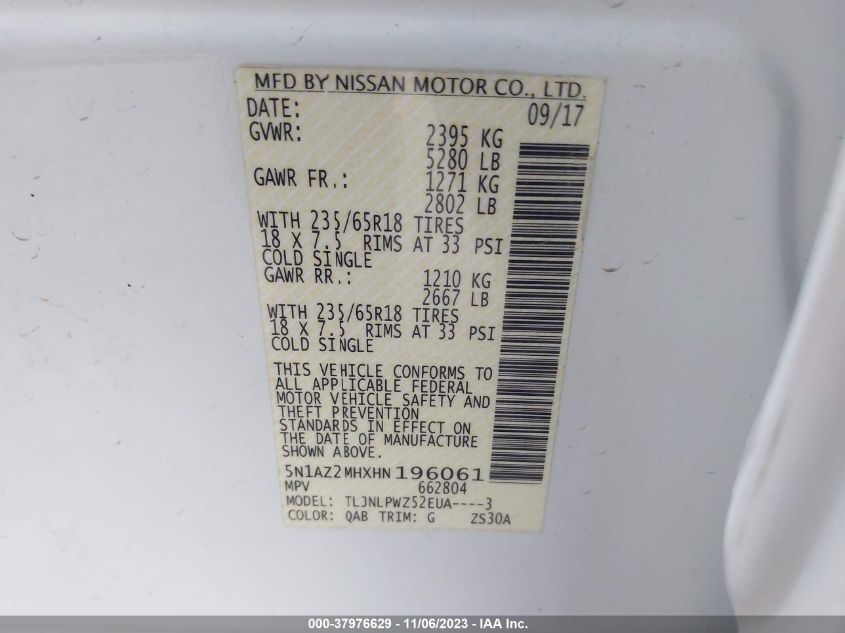 MFD BY NISSAN MOTOR CO., LTD.
DATE: 09/17
GVWR: 2395 KG
5280 LB
GAWR FR.: 1271 KG
2802 LB
WITH 235/65R18 TIRES
18 X 7.5 RIMS AT 33 PSI
COLD SINGLE
GAWR RR.: 1210 KG
2667 LB
WITH 235/65R18 TIRES
18 X 7.5 RIMS AT 33 PSI
COLD SINGLE
THIS VEHICLE CONFORMS TO
ALL APPLICABLE FEDERAL
MOTOR VEHICLE SAFETY AND
THEFT PREVENTION
STANDARDS IN EFFECT ON
THE DATE OF MANUFACTURE
SHOWN ABOVE.
5N1AZ2MHXHN196061
MPV 662804
MODEL: TLJNLPWZ52EUA----3
COLOR: QAB TRIM: G ZS30A
000-37976629 - 11/06/2023 - IAA Inc.